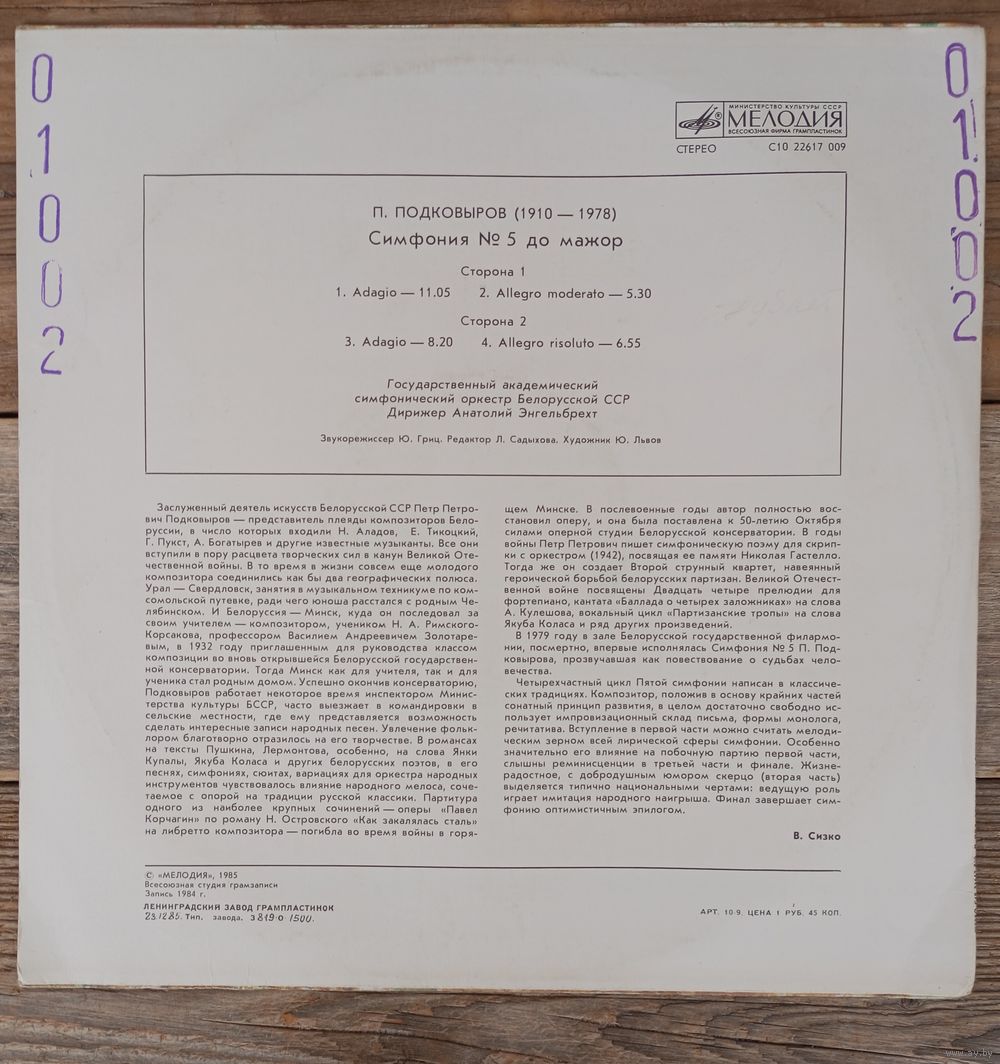 0
1
0
0
2
0
1
0
0
2
МИНИСТЕРСТВО КУЛЬТУРЫ СССР
МЕЛОДИЯ
ВСЕСОЮЗНАЯ ФИРМА ГРАМПЛАСТИНОК
СТЕРЕО С10 22617 009
П. ПОДКОВЫРОВ (1910 — 1978)
Симфония № 5 до мажор
Сторона 1
1. Adagio — 11.05 2. Allegro moderato — 5.30
Сторона 2
3. Adagio — 8.20 4. Allegro risoluto — 6.55
Государственный академический
симфонический оркестр Белорусской ССР
Дирижер Анатолий Энгельбрехт
Звукорежиссер Ю. Гриц. Редактор Л. Садыхова. Художник Ю. Львов
Заслуженный деятель искусств Белорусской ССР Петр Петро-
вич Подковыров — представитель плеяды композиторов Бело-
руссии, в число которых входили Н. Аладов, Е. Тикоцкий,
Г. Пукст, А. Богатырев и другие известные музыканты. Все они
вступили в пору расцвета творческих сил в канун Великой Оте-
чественной войны. В то время в жизни совсем еще молодого
композитора соединились как бы два географических полюса.
Урал — Свердловск, занятия в музыкальном техникуме по ком-
сомольской путевке, ради чего юноша расстался с родным Че-
лябинском. И Белоруссия — Минск, куда он последовал за
своим учителем — композитором, учеником Н. А. Римского-
Корсакова, профессором Василием Андреевичем Золотаре-
вым, в 1932 году приглашенным для руководства классом
композиции во вновь открывшейся Белорусской государствен-
ной консерватории. Тогда Минск как для учителя, так и для
ученика стал родным домом. Успешно окончив консерваторию,
Подковыров работает некоторое время инспектором Минис-
терства культуры БССР, часто выезжает в командировки в
сельские местности, где ему представляется возможность
сделать интересные записи народных песен. Увлечение фольк-
лором благотворно отразилось на его творчестве. В романсах
на тексты Пушкина, Лермонтова, особенно, на слова Янки
Купалы, Якуба Коласа и других белорусских поэтов, в его
песнях, симфониях, сюитах, вариациях для оркестра народных
инструментов чувствовалось влияние народного мелоса, соче-
таемое с опорой на традиции русской классики. Партитура
одного из наиболее крупных сочинений — оперы «Павел
Корчагин» по роману Н. Островского «Как закалялась сталь»
на либретто композитора — погибла во время войны в горя-
щем Минске. В послевоенные годы автор полностью вос-
становил оперу, и она была поставлена к 50-летию Октября
силами оперной студии Белорусской консерватории. В годы
войны Петр Петрович пишет симфоническую поэму для скрип-
ки с оркестром (1942), посвящая ее памяти Николая Гастелло.
Тогда же он создает Второй струнный квартет, навеянный
героической борьбой белорусских партизан. Великой Отечест-
венной войне посвящены Двадцать четыре прелюдии для
фортепиано, кантата «Баллада о четырех заложниках» на слова
А. Кулешова, вокальный цикл «Партизанские тропы» на слова
Якуба Коласа и ряд других произведений.
В 1979 году в зале Белорусской государственной филармо-
нии, посмертно, впервые исполнялась Симфония № 5 П. Под-
ковырова, прозвучавшая как повествование о судьбах чело-
вечества.
Четырехчастный цикл Пятой симфонии написан в классичес-
ких традициях. Композитор, положив в основу крайних частей
сонатный принцип развития, в целом достаточно свободно ис-
пользует импровизационный склад письма, формы монолога,
речитатива. Вступление в первой части можно считать мелоди-
ческим зерном всей лирической сферы симфонии. Особенно
значительно его влияние на побочную партию первой части,
слышны реминисценции в третьей части и финале. Жизне-
радостное, с добродушным юмором скерцо (вторая часть)
выделяется типично национальными чертами: ведущую роль
играет имитация народного наигрыша. Финал завершает сим-
фонию оптимистичным эпилогом.
В. Сизко
© «МЕЛОДИЯ», 1985
Всесоюзная студия грамзаписи
Запись 1984 г.
ЛЕНИНГРАДСКИЙ ЗАВОД ГРАМПЛАСТИНОК
23.12.85. Тип. завода. З 819 0 1500.
АРТ. 10-9. ЦЕНА 1 РУБ. 45 КОП.
www.ay.by